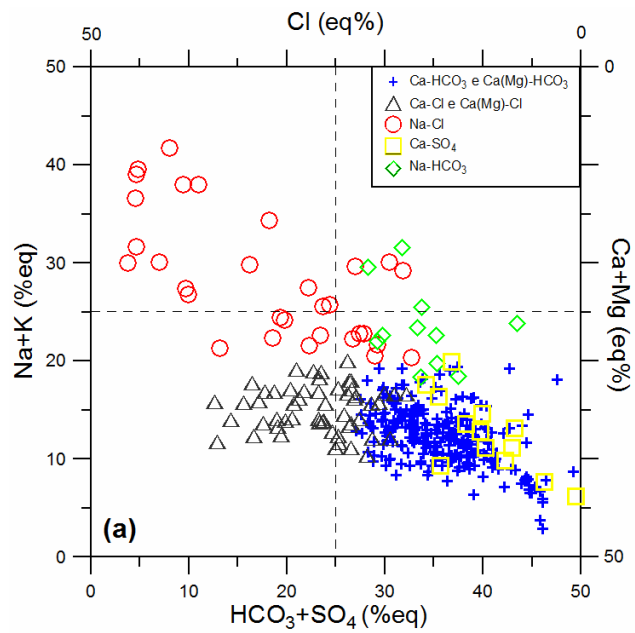 Cl (eq%)
50 0
50 0
Ca-HCO₃ e Ca(Mg)-HCO₃
Ca-Cl e Ca(Mg)-Cl
Na-Cl
Ca-SO₄
Na-HCO₃
40
30
20
10
0 50
Na+K (%eq)
Ca+Mg (%eq)
(a)
0 10 20 30 40 50
HCO₃+SO₄ (%eq)